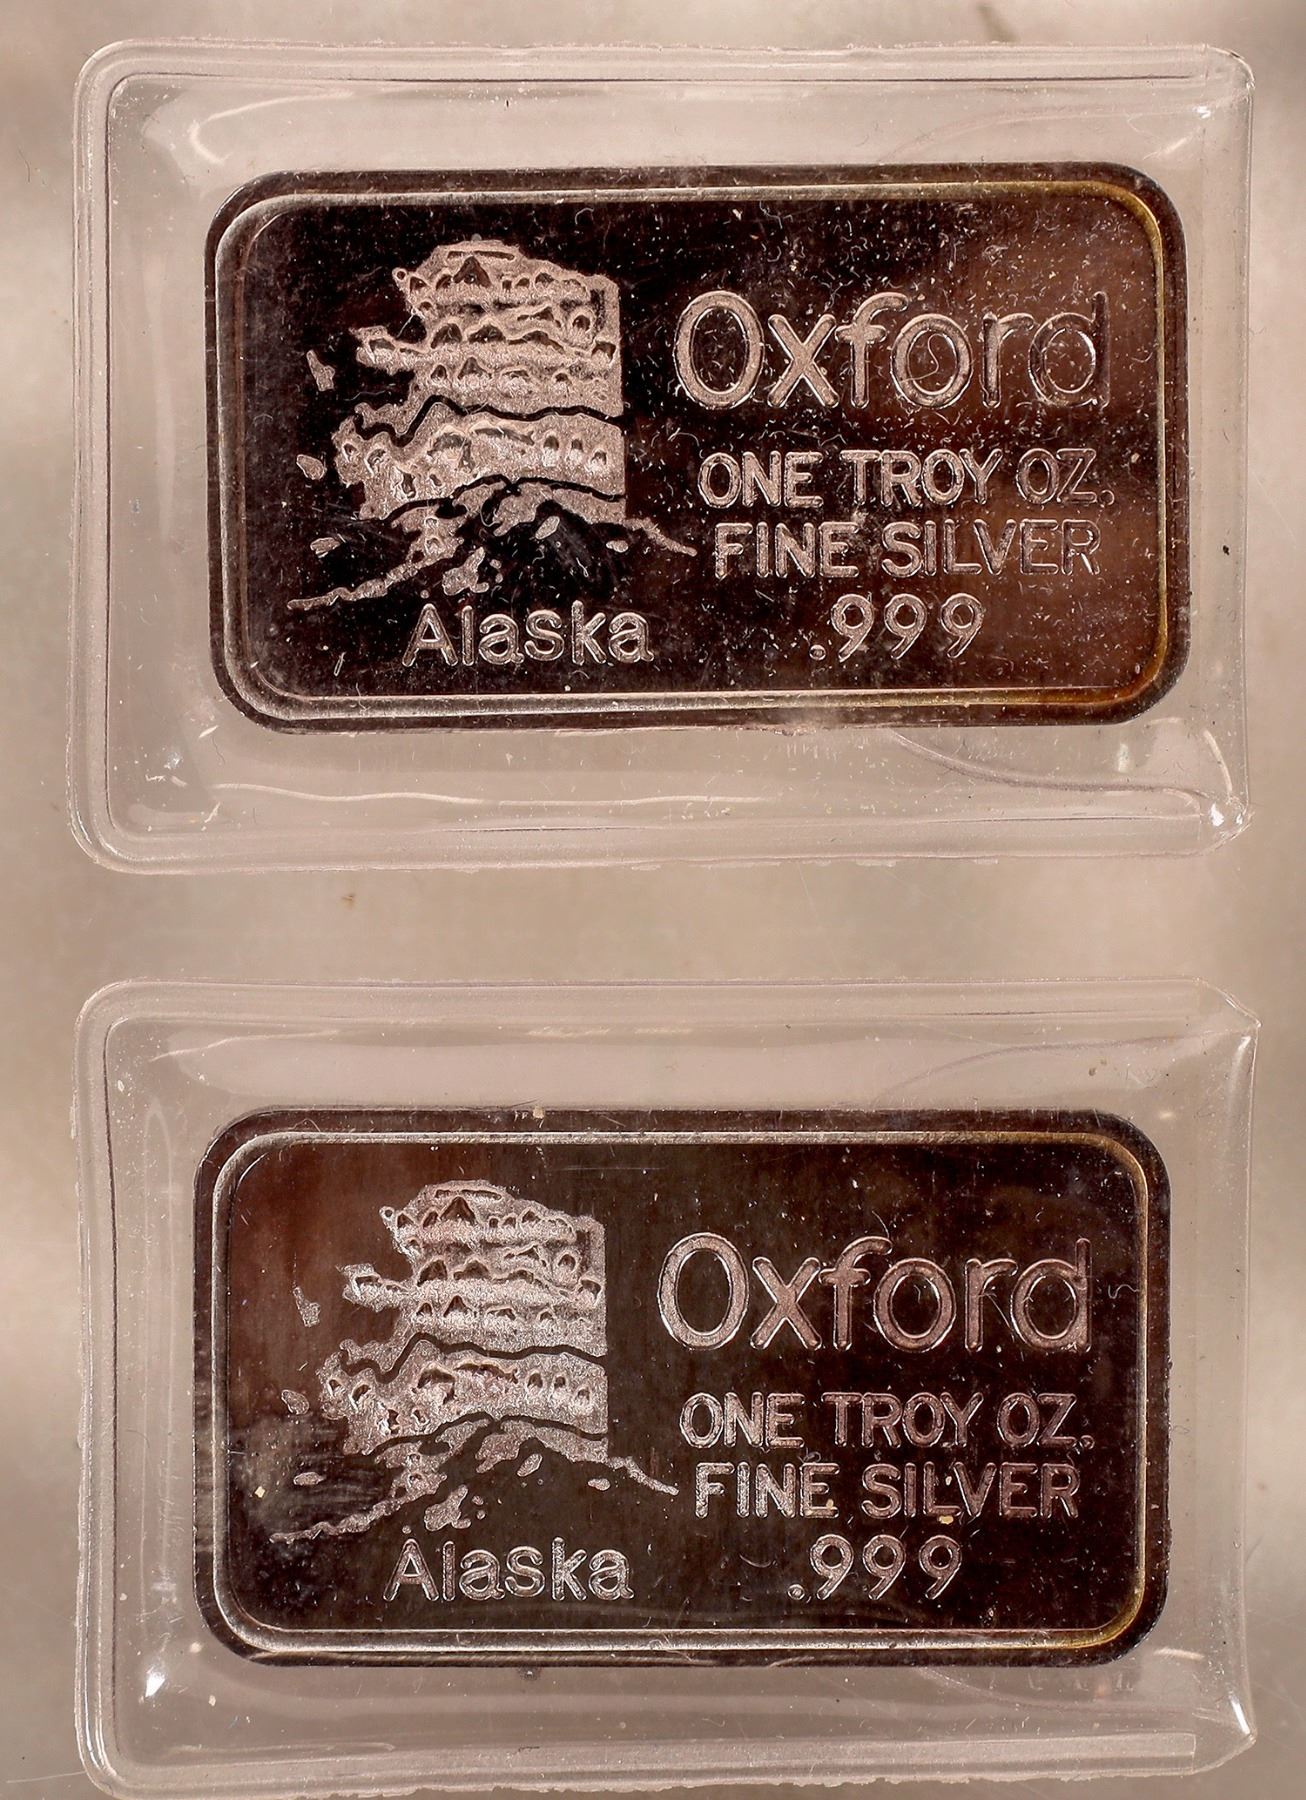 Oxford
ONE TROY OZ.
FINE SILVER
.999
Alaska
Oxford
ONE TROY OZ.
FINE SILVER
.999
Alaska